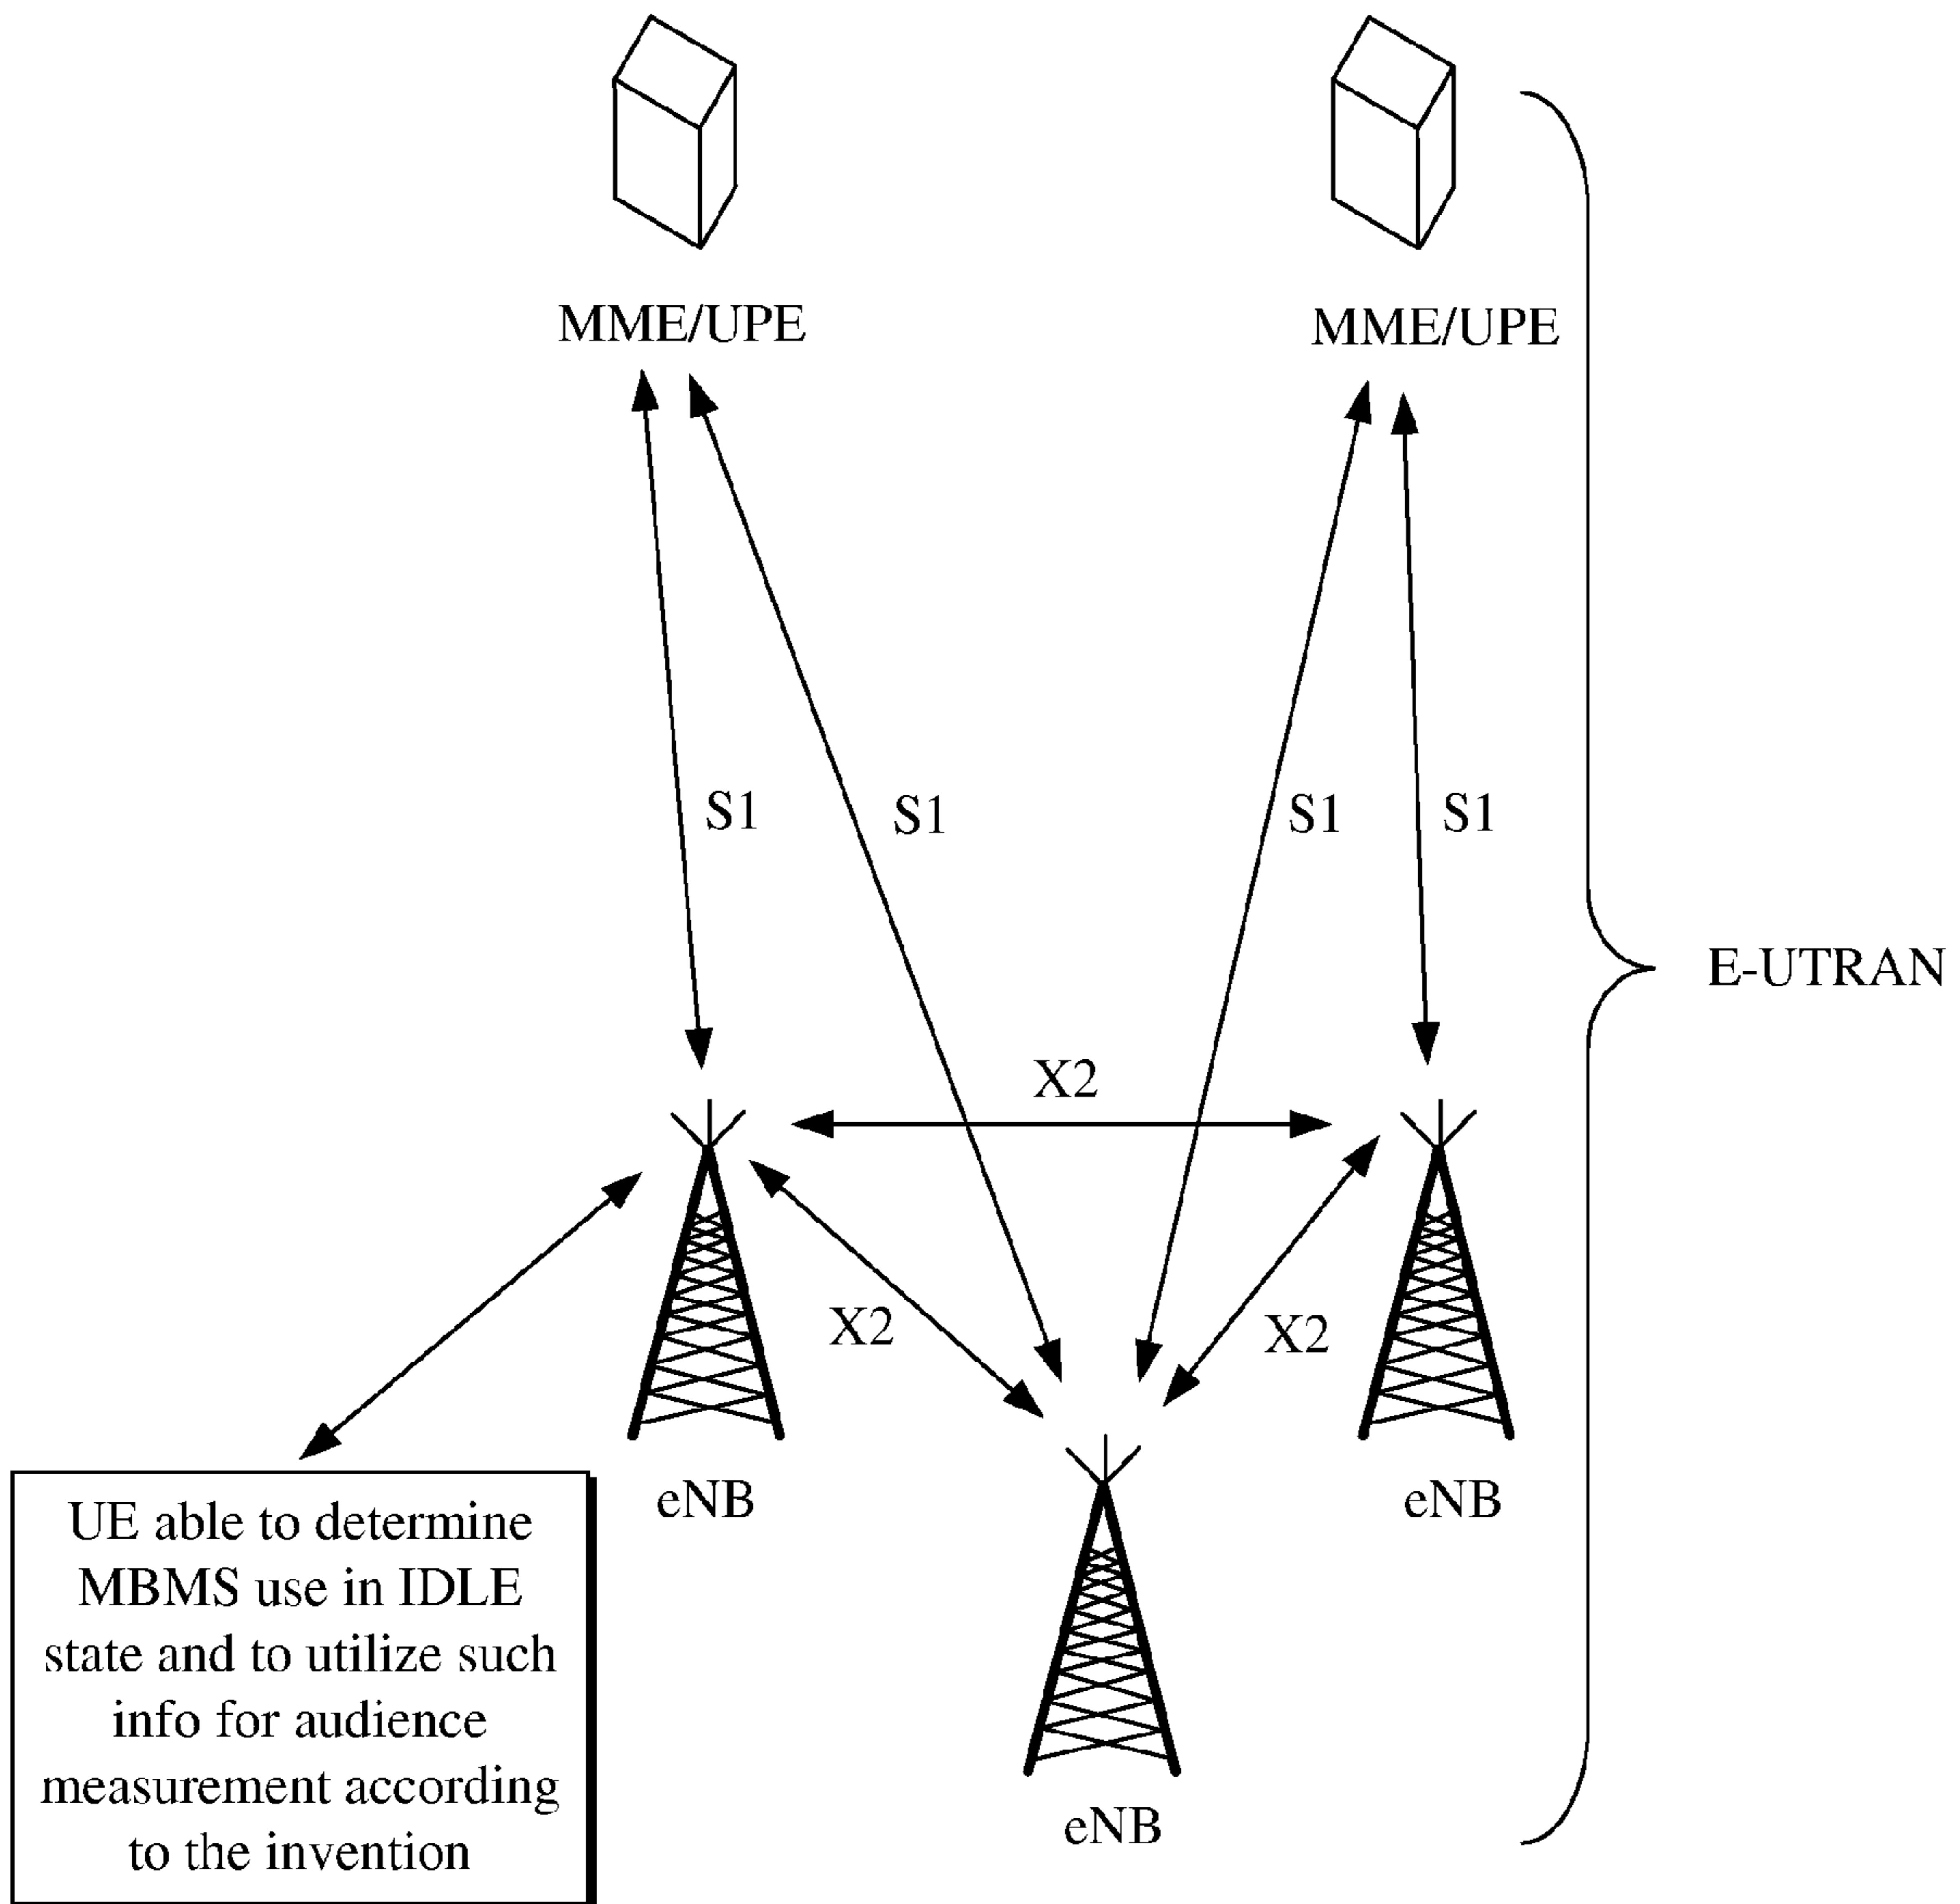 MME/UPE
MME/UPE
S1
S1
S1
S1
E-UTRAN
X2
X2
X2
eNB
eNB
UE able to determine
MBMS use in IDLE
state and to utilize such
info for audience
measurement according
to the invention
eNB